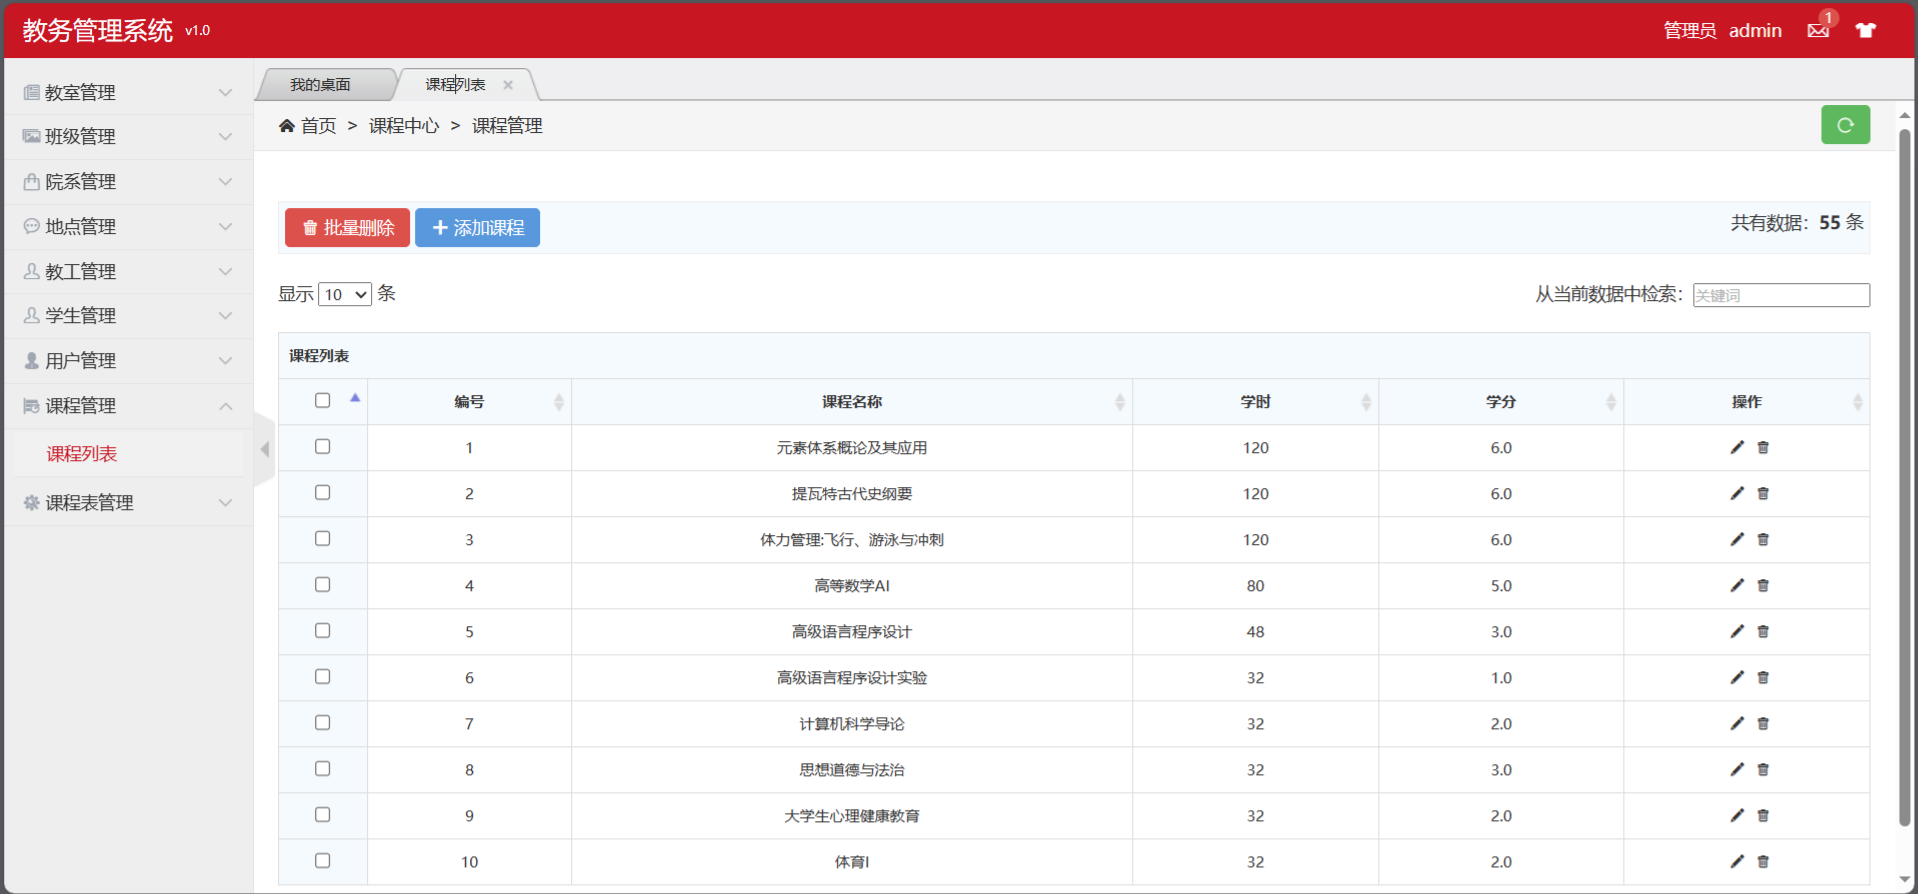 教务管理系统 v1.0
管理员 admin 1
教室管理
班级管理
院系管理
地点管理
教工管理
学生管理
用户管理
课程管理
课程列表
课程表管理
我的桌面 课程列表
首页 > 课程中心 > 课程管理
批量删除 添加课程 共有数据：55 条
显示 10 条 从当前数据中检索： 关键词
课程列表
编号 课程名称 学时 学分 操作
1 元素体系概论及其应用 120 6.0
2 提瓦特古代史纲要 120 6.0
3 体力管理:飞行、游泳与冲刺 120 6.0
4 高等数学AI 80 5.0
5 高级语言程序设计 48 3.0
6 高级语言程序设计实验 32 1.0
7 计算机科学导论 32 2.0
8 思想道德与法治 32 3.0
9 大学生心理健康教育 32 2.0
10 体育I 32 2.0